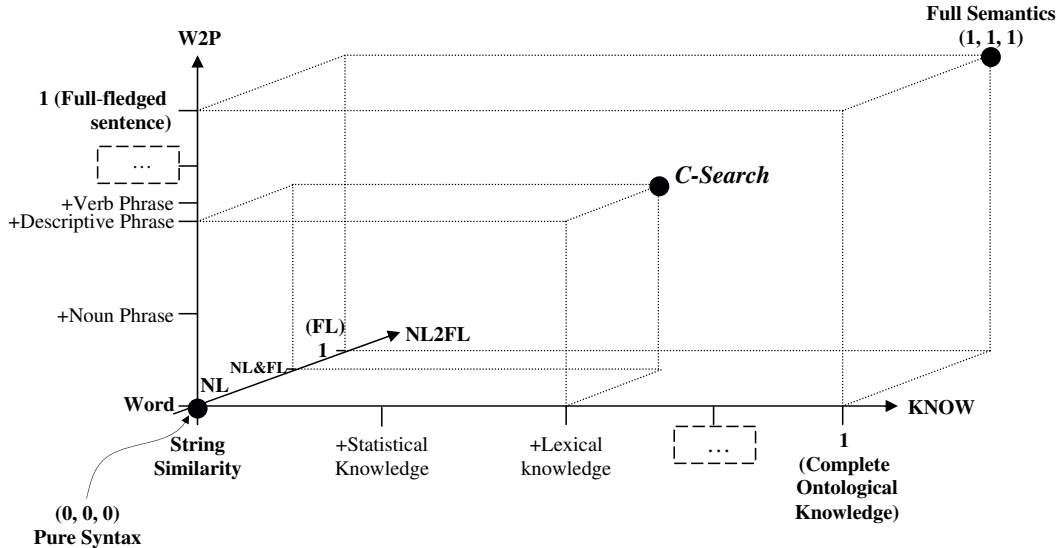 Full Semantics
(1, 1, 1)
W2P
1 (Full-fledged
sentence)
...
C-Search
+Verb Phrase
+Descriptive Phrase
+Noun Phrase
(FL)
1
NL2FL
NL&FL
NL
Word
KNOW
String
Similarity
+Statistical
Knowledge
+Lexical
knowledge
...
1
(Complete
Ontological
Knowledge)
(0, 0, 0)
Pure Syntax